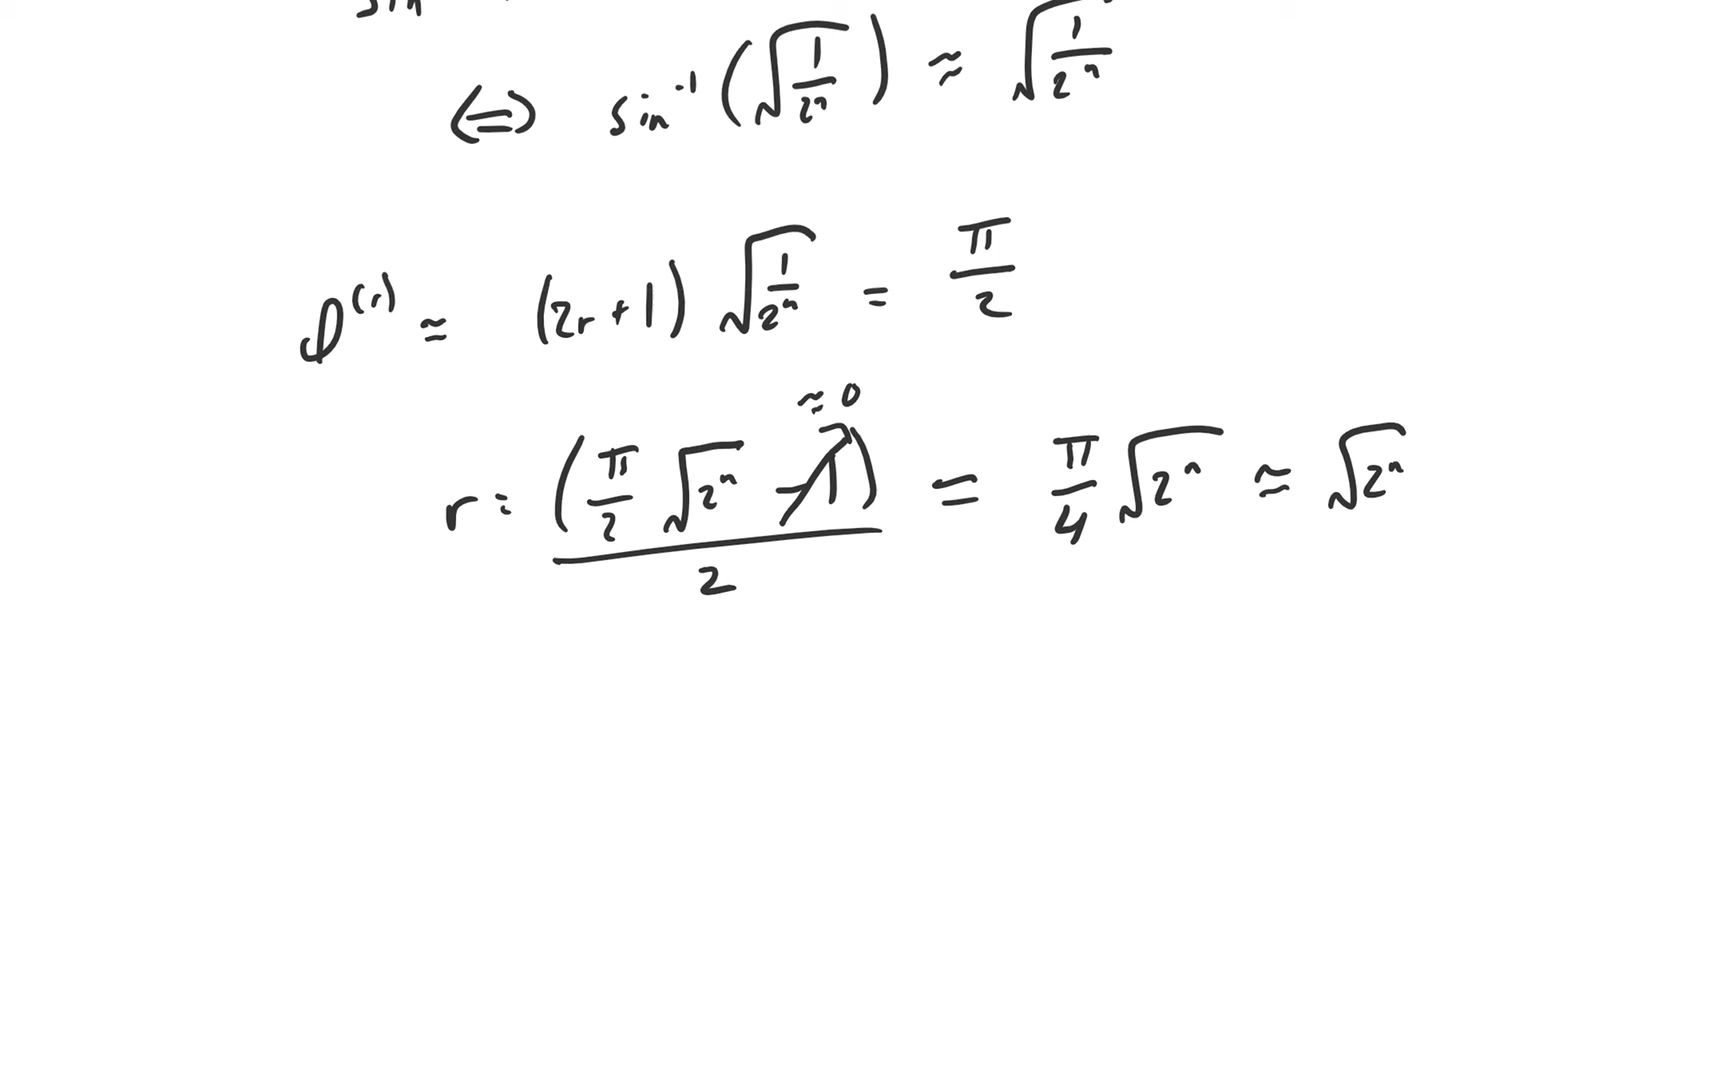 sin
⟺ sin⁻¹(√(1/2ⁿ)) ≈ √(1/2ⁿ)
𝒟⁽ʳ⁾ ≈ (2r+1) √(1/2ⁿ) = π/2
≈ 0
r = (π/2 √2ⁿ - 1)/2 = π/4 √2ⁿ ≈ √2ⁿ